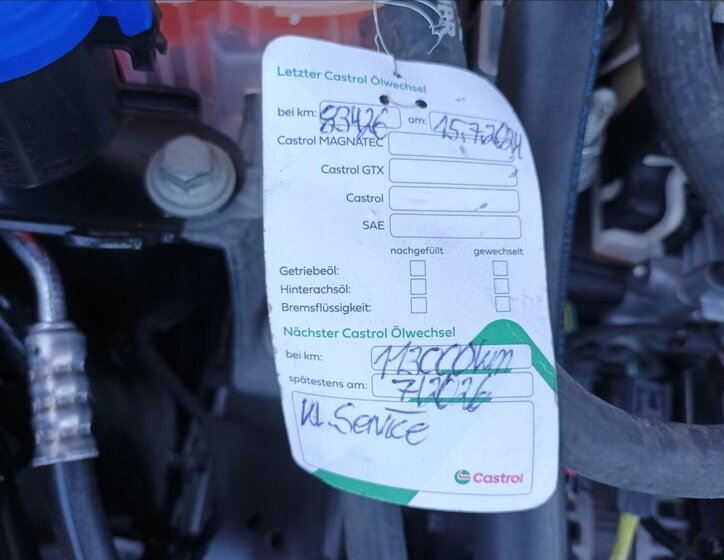 Letzter Castrol Ölwechsel
bei km: 83426 am: 15.7.2024
Castrol MAGNATEC
Castrol GTX
Castrol
SAE
nachgefüllt gewechselt
Getriebeöl:
Hinterachsöl:
Bremsflüssigkeit:
Nächster Castrol Ölwechsel
bei km: 113000km
spätestens am: 7/2026
Kl. Service
Castrol